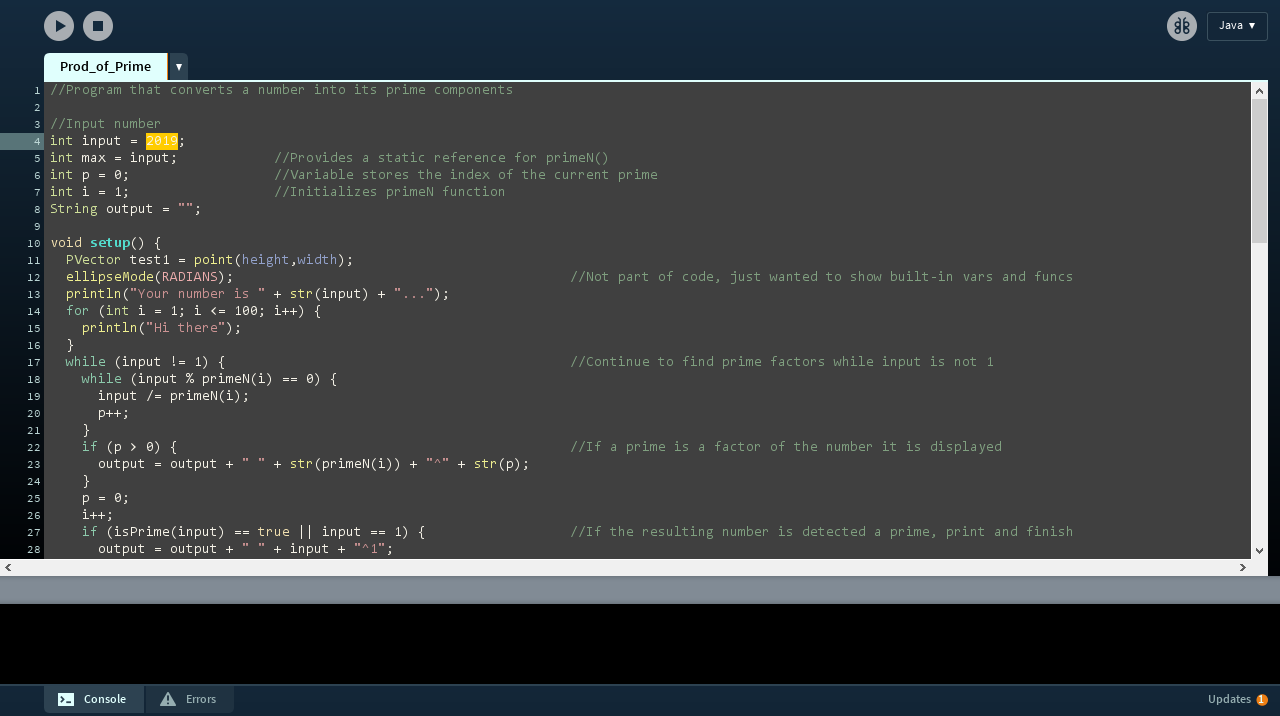 Java ▼
Prod_of_Prime ▼
1 //Program that converts a number into its prime components
2
3 //Input number
4 int input = 2019;
5 int max = input;            //Provides a static reference for primeN()
6 int p = 0;                  //Variable stores the index of the current prime
7 int i = 1;                  //Initializes primeN function
8 String output = "";
9
10 void setup() {
11   PVector test1 = point(height,width);
12   ellipseMode(RADIANS);                                          //Not part of code, just wanted to show built-in vars and funcs
13   println("Your number is " + str(input) + "...");
14   for (int i = 1; i <= 100; i++) {
15     println("Hi there");
16   }
17   while (input != 1) {                                           //Continue to find prime factors while input is not 1
18     while (input % primeN(i) == 0) {
19       input /= primeN(i);
20       p++;
21     }
22     if (p > 0) {                                                 //If a prime is a factor of the number it is displayed
23       output = output + " " + str(primeN(i)) + "^" + str(p);
24     }
25     p = 0;
26     i++;
27     if (isPrime(input) == true || input == 1) {                  //If the resulting number is detected a prime, print and finish
28       output = output + " " + input + "^1";
Console Errors Updates 1